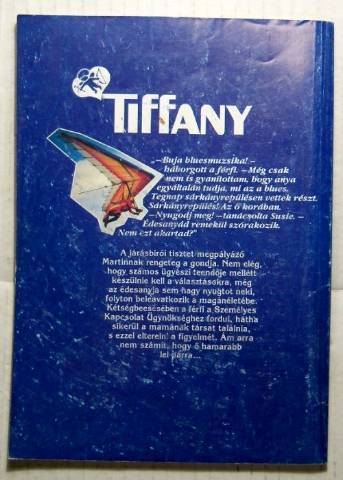 TIFFANY
–Buja bluesmuzsika! –
háborgott a férfi. –Még csak
nem is gyanítottam, hogy anya
egyáltalán tudja, mi az a blues.
Tegnap sárkányrepülésen vettek részt.
Sárkányrepülés! Az ő korában.
–Nyugodj meg! –tanácsolta Susie. –
Édesanyád remekül szórakozik.
Nem ezt akartad?"
A járásbírói tisztet megpályázó
Martinnak rengeteg a gondja. Nem elég,
hogy számos ügyészi teendője mellett
készülnie kell a választásokra, még
az édesanyja sem hagy nyugtot neki,
folyton beleavatkozik a magánéletébe.
Kétségbeesésében a férfi a Személyes
Kapcsolat Ügynökséghez fordul, hátha
sikerül a mamának társat találnia,
s ezzel elterelni a figyelmét. Ám arra
nem számít, hogy ő hamarabb
lel párra...